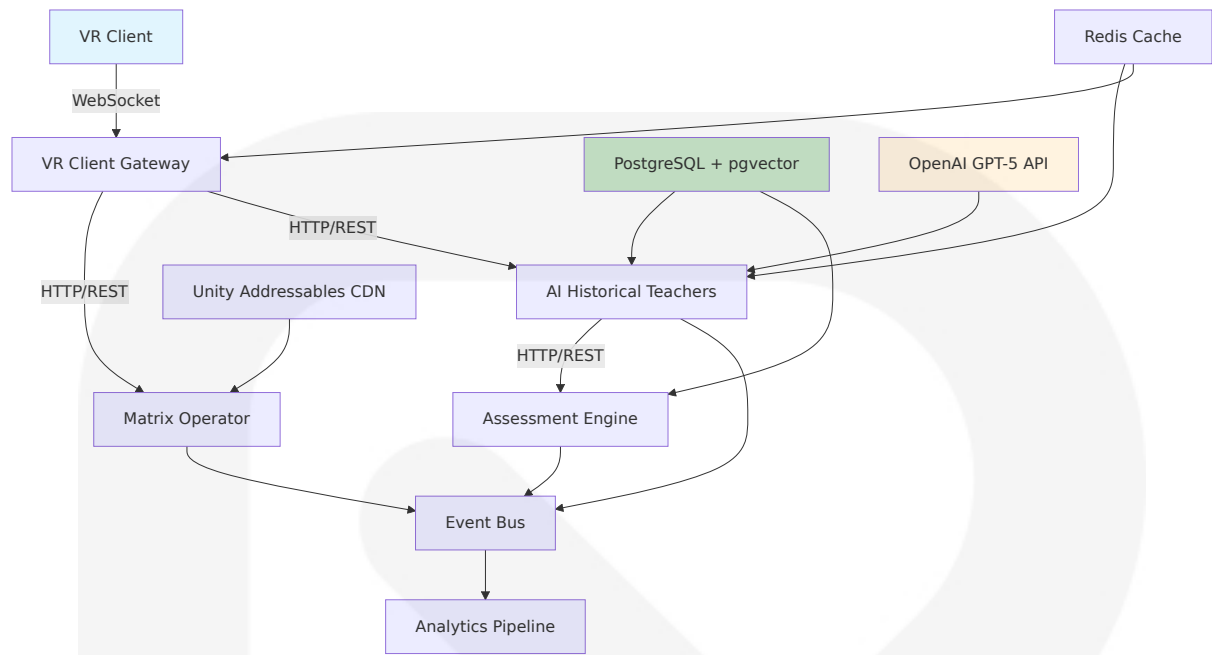 VR Client
Redis Cache
WebSocket
VR Client Gateway
PostgreSQL + pgvector
OpenAI GPT-5 API
HTTP/REST
HTTP/REST
Unity Addressables CDN
AI Historical Teachers
HTTP/REST
Matrix Operator
Assessment Engine
Event Bus
Analytics Pipeline